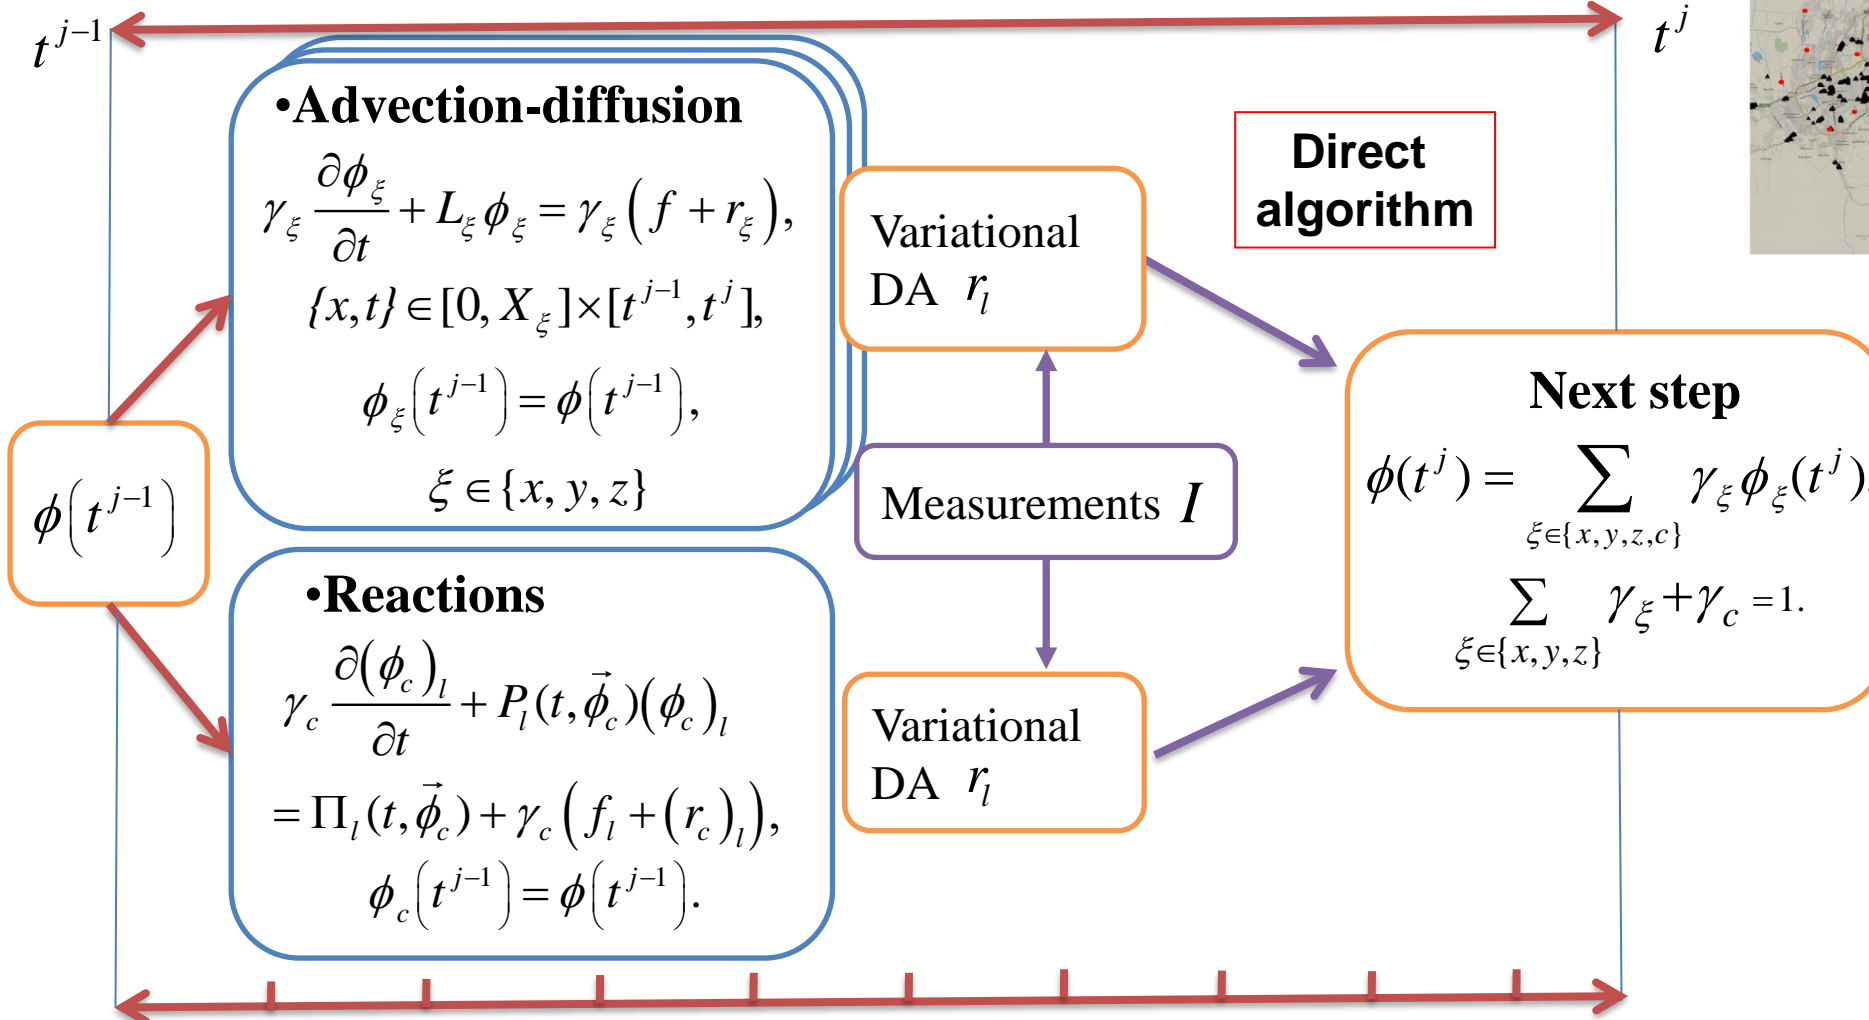 t^{j-1}
t^{j}
•Advection-diffusion
γ_ξ ∂ϕ_ξ/∂t + L_ξ ϕ_ξ = γ_ξ (f + r_ξ),
{x,t} ∈ [0, X_ξ]×[t^{j-1}, t^{j}],
ϕ_ξ(t^{j-1}) = ϕ(t^{j-1}),
ξ ∈ {x, y, z}
ϕ(t^{j-1})
•Reactions
γ_c ∂(ϕ_c)_l/∂t + P_l(t, \vec{ϕ}_c)(ϕ_c)_l
= Π_l(t, \vec{ϕ}_c) + γ_c (f_l + (r_c)_l),
ϕ_c(t^{j-1}) = ϕ(t^{j-1}).
Variational
DA r_l
Measurements I
Variational
DA r_l
Direct
algorithm
Next step
ϕ(t^{j}) = ∑_{ξ∈{x,y,z,c}} γ_ξ ϕ_ξ(t^{j})
∑_{ξ∈{x,y,z}} γ_ξ + γ_c = 1.